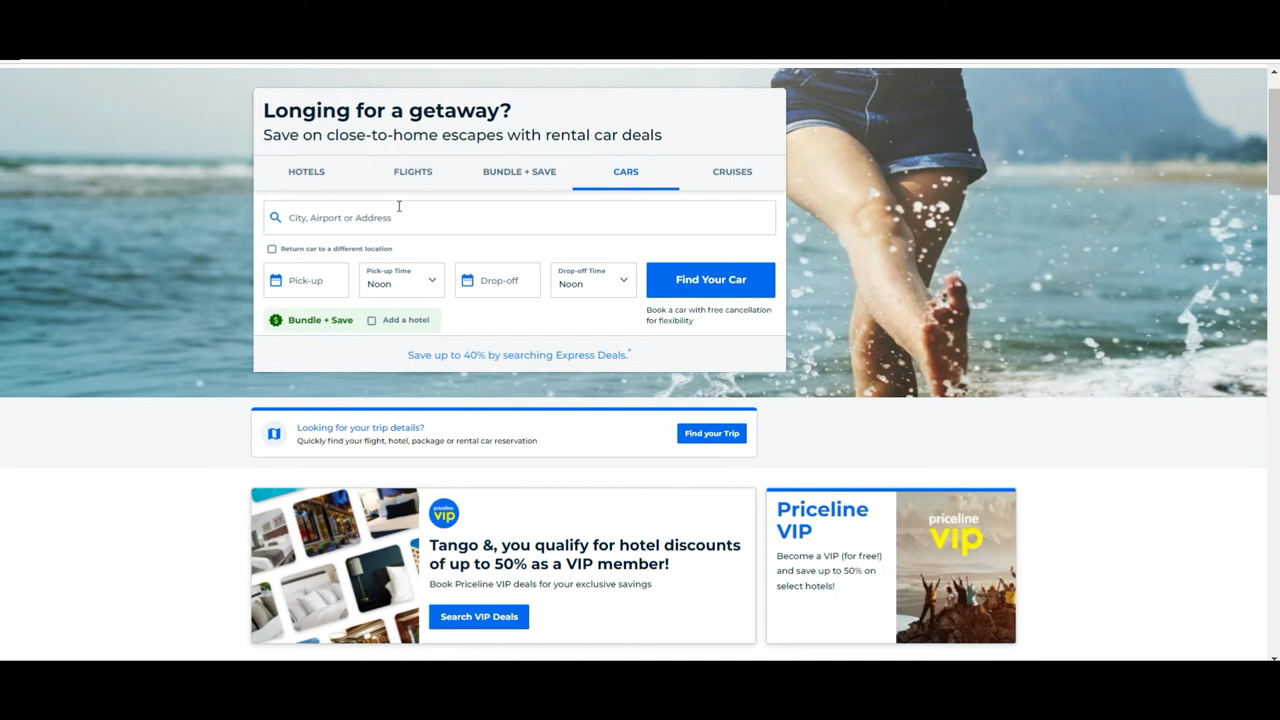 Longing for a getaway?
Save on close-to-home escapes with rental car deals
HOTELS
FLIGHTS
BUNDLE + SAVE
CARS
CRUISES
City, Airport or Address
Return car to a different location
Pick-up
Pick-up Time
Noon
Drop-off
Drop-off Time
Noon
Find Your Car
Book a car with free cancellation
for flexibility
Bundle + Save
Add a hotel
Save up to 40% by searching Express Deals.*
Looking for your trip details?
Quickly find your flight, hotel, package or rental car reservation
Find your Trip
priceline
vip
Tango &, you qualify for hotel discounts
of up to 50% as a VIP member!
Book Priceline VIP deals for your exclusive savings
Search VIP Deals
Priceline
VIP
Become a VIP (for free!)
and save up to 50% on
select hotels!
priceline
vip